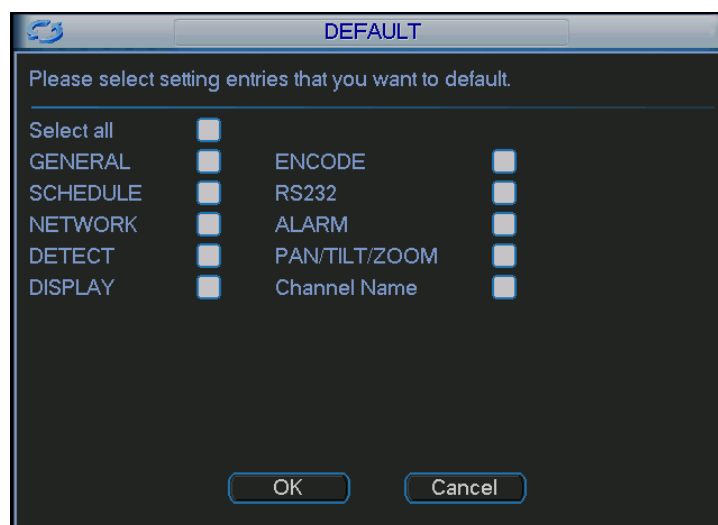 DEFAULT
Please select setting entries that you want to default.
Select all
GENERAL ENCODE
SCHEDULE RS232
NETWORK ALARM
DETECT PAN/TILT/ZOOM
DISPLAY Channel Name
OK Cancel